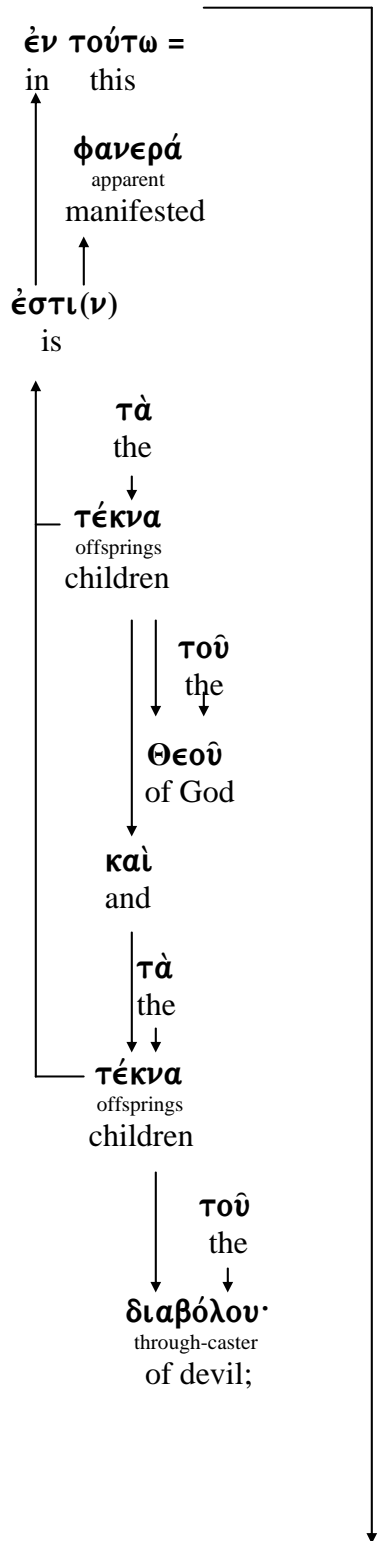 ἐν τούτω =
in this
φανερά
apparent
manifested
ἐστι(ν)
is
τὰ
the
τέκνα
offsprings
children
τοῦ
the
Θεοῦ
of God
καὶ
and
τὰ
the
τέκνα
offsprings
children
τοῦ
the
διαβόλου·
through-caster
of devil;